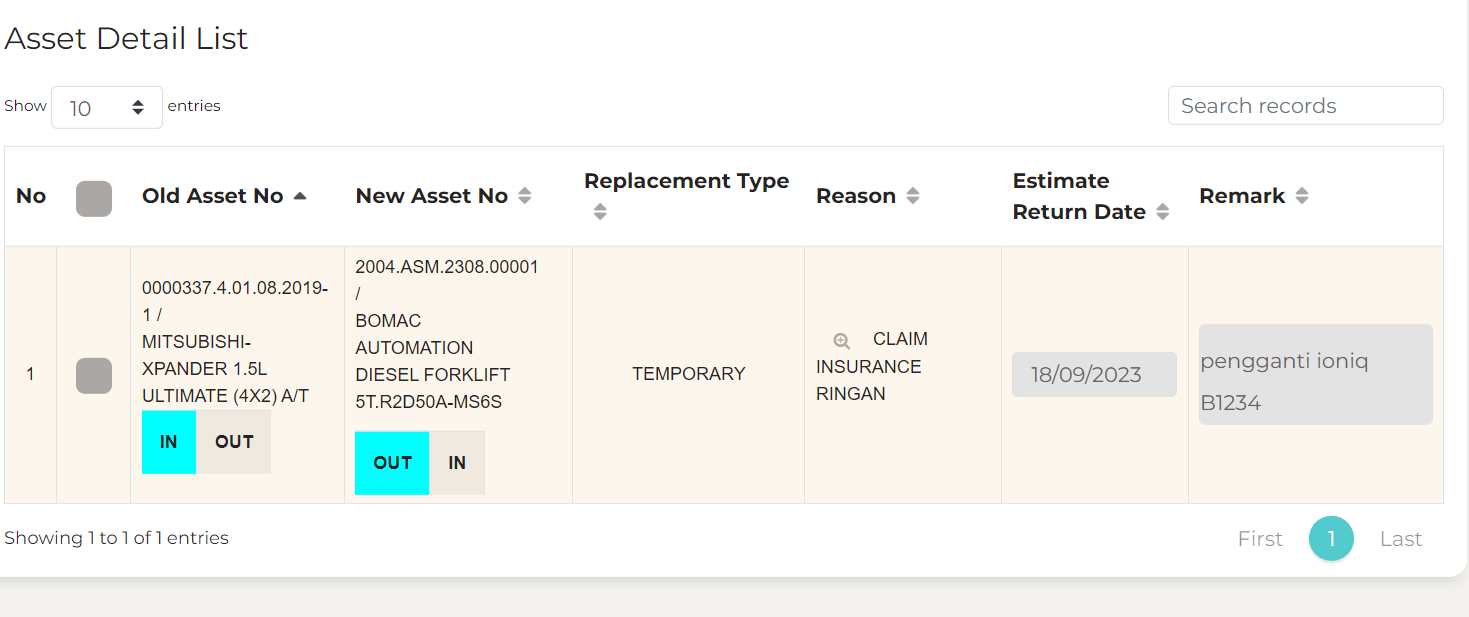 Asset Detail List
Show 10 entries
Search records
No
Old Asset No
New Asset No
Replacement Type
Reason
Estimate
Return Date
Remark
1
0000337.4.01.08.2019-
1 /
MITSUBISHI-
XPANDER 1.5L
ULTIMATE (4X2) A/T
IN OUT
2004.ASM.2308.00001
/
BOMAC
AUTOMATION
DIESEL FORKLIFT
5T.R2D50A-MS6S
OUT IN
TEMPORARY
CLAIM
INSURANCE
RINGAN
18/09/2023
pengganti ioniq
B1234
Showing 1 to 1 of 1 entries
First 1 Last